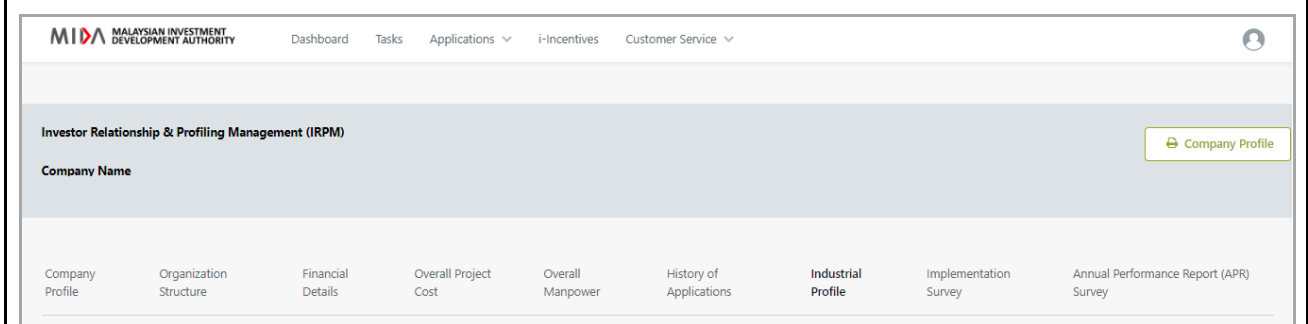 MIDA MALAYSIAN INVESTMENT
DEVELOPMENT AUTHORITY
Dashboard Tasks Applications i-Incentives Customer Service
Investor Relationship & Profiling Management (IRPM)
Company Profile
Company Name
Company Profile
Organization Structure
Financial Details
Overall Project Cost
Overall Manpower
History of Applications
Industrial Profile
Implementation Survey
Annual Performance Report (APR) Survey